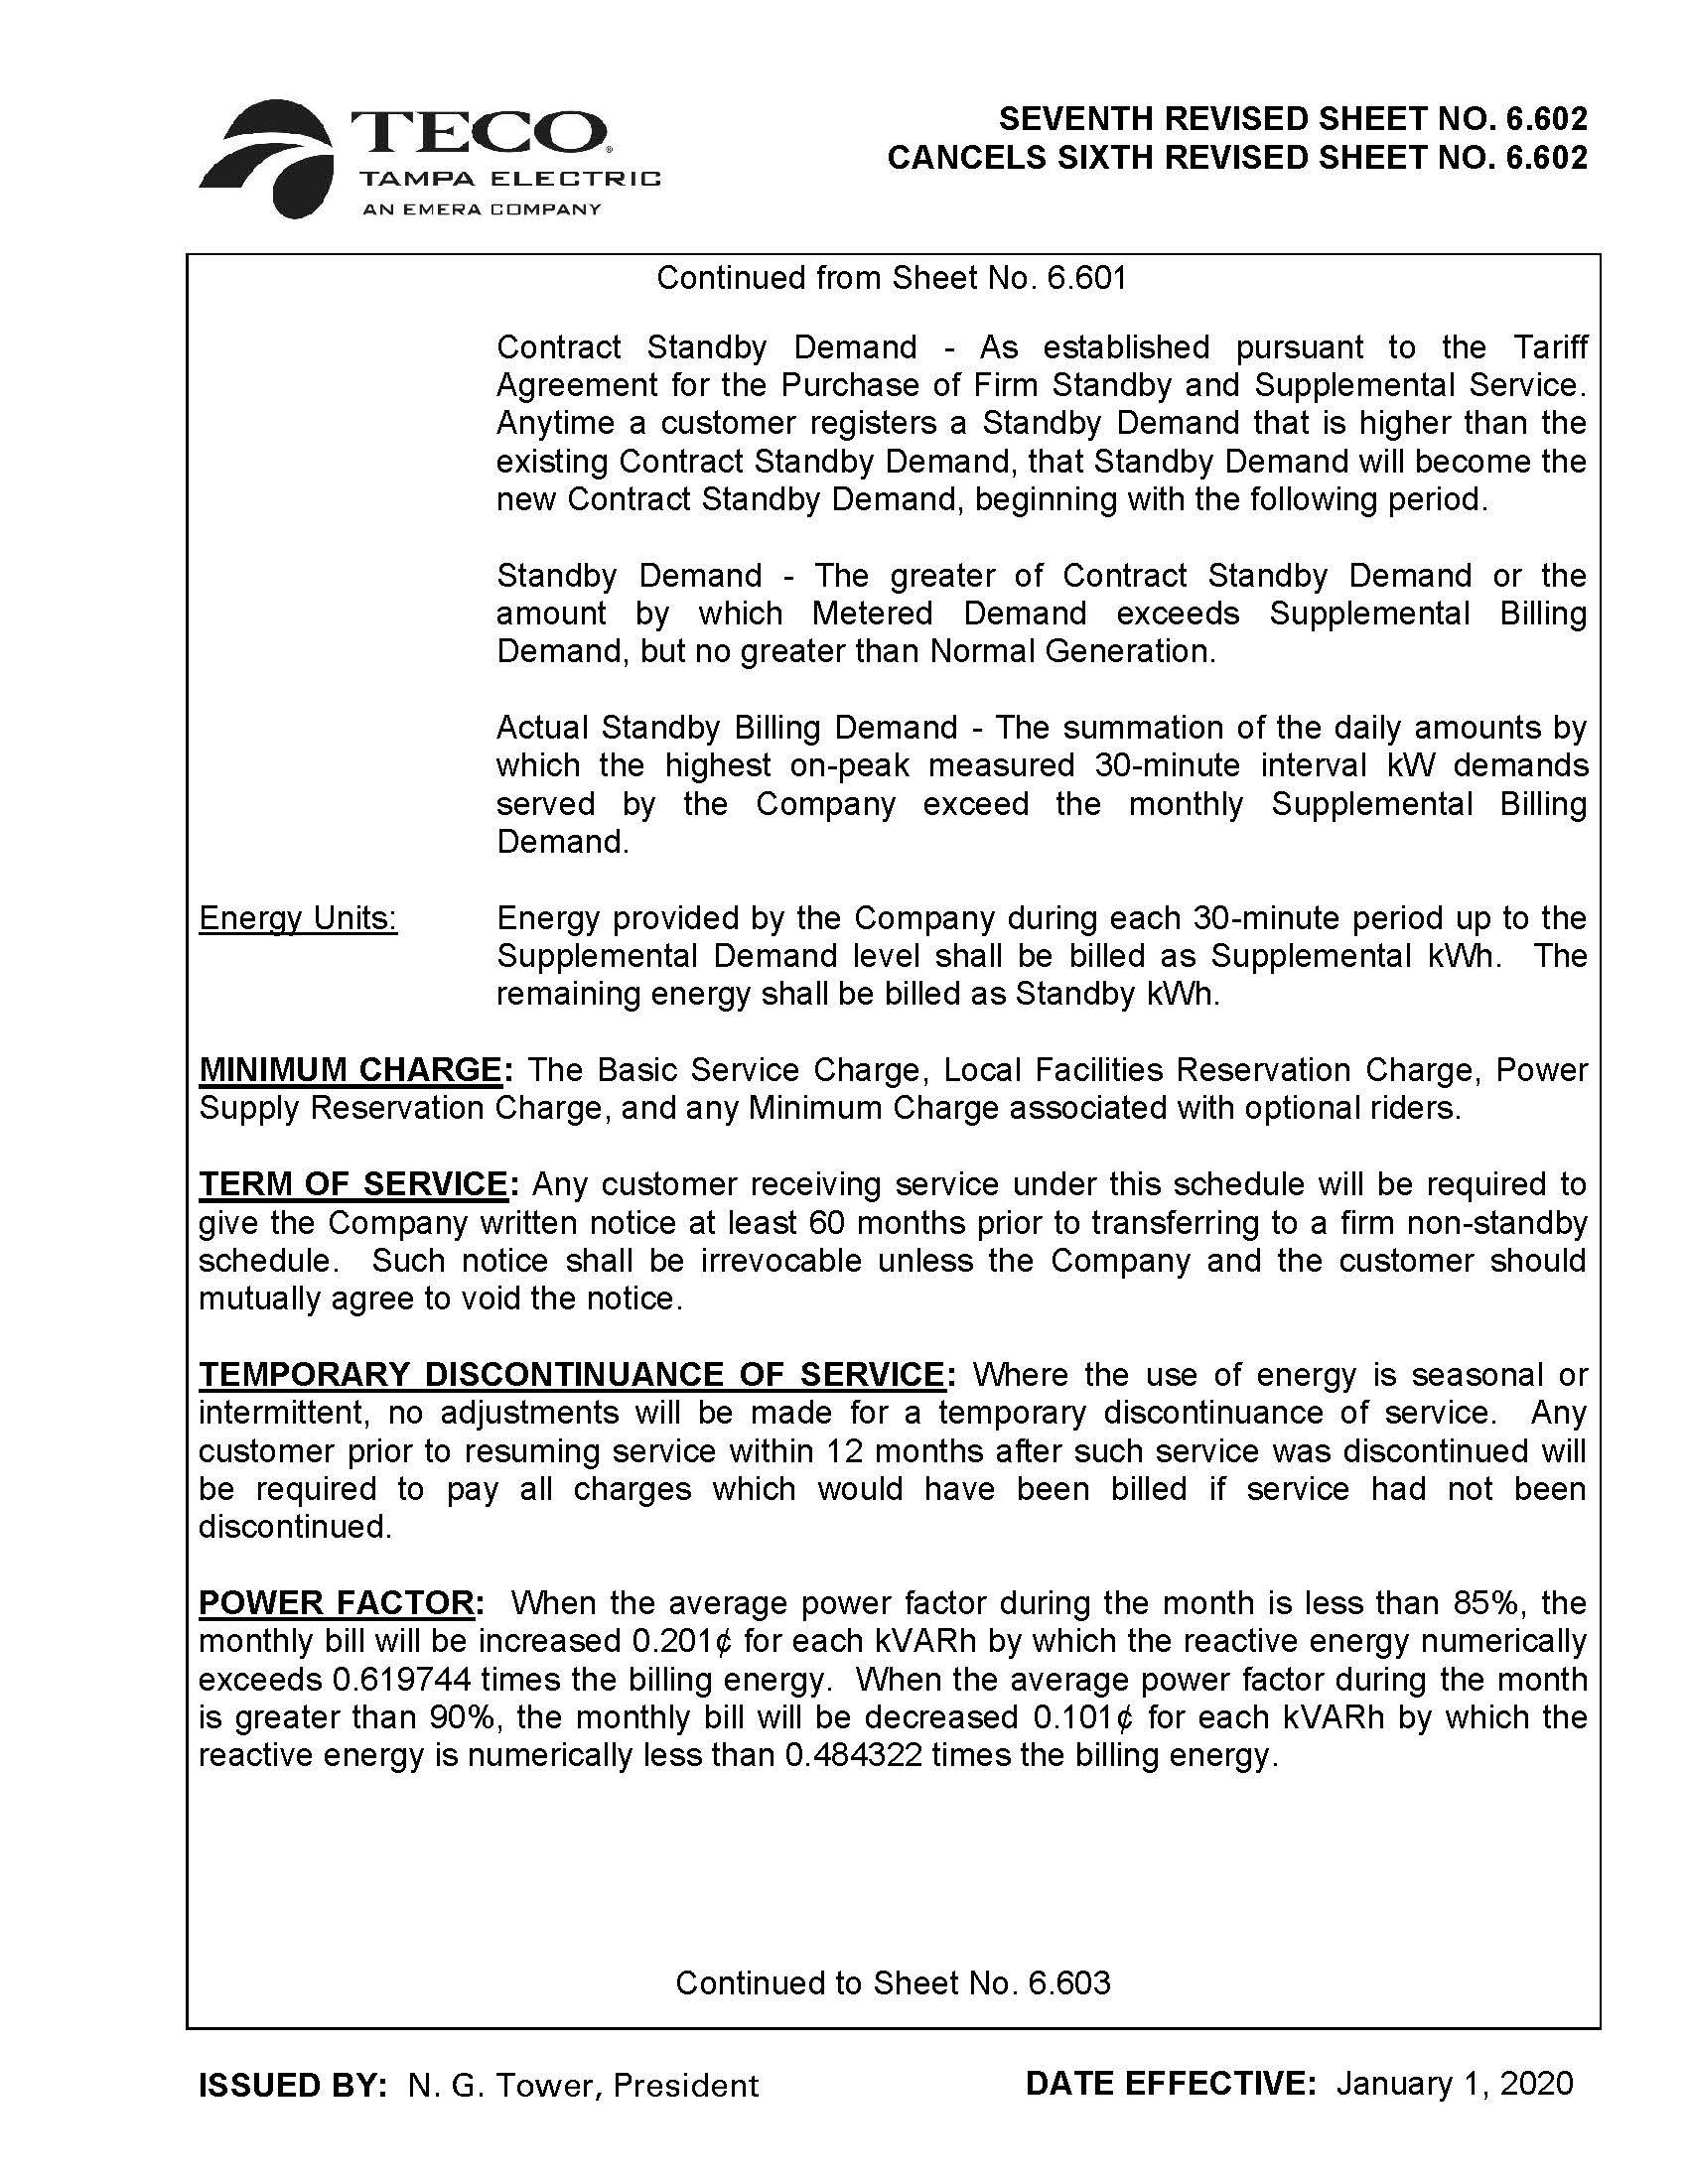 TECO®
TAMPA ELECTRIC
AN EMERA COMPANY
SEVENTH REVISED SHEET NO. 6.602
CANCELS SIXTH REVISED SHEET NO. 6.602
Continued from Sheet No. 6.601
Contract Standby Demand - As established pursuant to the Tariff
Agreement for the Purchase of Firm Standby and Supplemental Service.
Anytime a customer registers a Standby Demand that is higher than the
existing Contract Standby Demand, that Standby Demand will become the
new Contract Standby Demand, beginning with the following period.
Standby Demand - The greater of Contract Standby Demand or the
amount by which Metered Demand exceeds Supplemental Billing
Demand, but no greater than Normal Generation.
Actual Standby Billing Demand - The summation of the daily amounts by
which the highest on-peak measured 30-minute interval kW demands
served by the Company exceed the monthly Supplemental Billing
Demand.
Energy Units: Energy provided by the Company during each 30-minute period up to the
Supplemental Demand level shall be billed as Supplemental kWh. The
remaining energy shall be billed as Standby kWh.
MINIMUM CHARGE: The Basic Service Charge, Local Facilities Reservation Charge, Power
Supply Reservation Charge, and any Minimum Charge associated with optional riders.
TERM OF SERVICE: Any customer receiving service under this schedule will be required to
give the Company written notice at least 60 months prior to transferring to a firm non-standby
schedule. Such notice shall be irrevocable unless the Company and the customer should
mutually agree to void the notice.
TEMPORARY DISCONTINUANCE OF SERVICE: Where the use of energy is seasonal or
intermittent, no adjustments will be made for a temporary discontinuance of service. Any
customer prior to resuming service within 12 months after such service was discontinued will
be required to pay all charges which would have been billed if service had not been
discontinued.
POWER FACTOR: When the average power factor during the month is less than 85%, the
monthly bill will be increased 0.201¢ for each kVARh by which the reactive energy numerically
exceeds 0.619744 times the billing energy. When the average power factor during the month
is greater than 90%, the monthly bill will be decreased 0.101¢ for each kVARh by which the
reactive energy is numerically less than 0.484322 times the billing energy.
Continued to Sheet No. 6.603
ISSUED BY: N. G. Tower, President
DATE EFFECTIVE: January 1, 2020